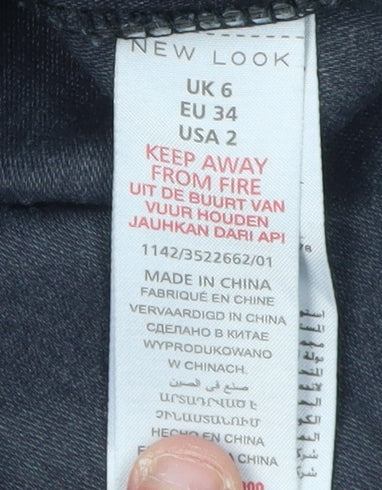 NEW LOOK
UK 6
EU 34
USA 2
KEEP AWAY
FROM FIRE
UIT DE BUURT VAN
VUUR HOUDEN
JAUHKAN DARI API
1142/3522662/01
MADE IN CHINA
FABRIQUÉ EN CHINE
VERVAARDIGD IN CHINA
СДЕЛАНО В КИТАЕ
WYPRODUKOWANO
W CHINACH.
صنع في الصين
ԱՐՏԱԴՐՎԱԾ Է
ՉԻՆԱՍՏԱՆՈՒՄ
HECHO EN CHINA
EN CHINA